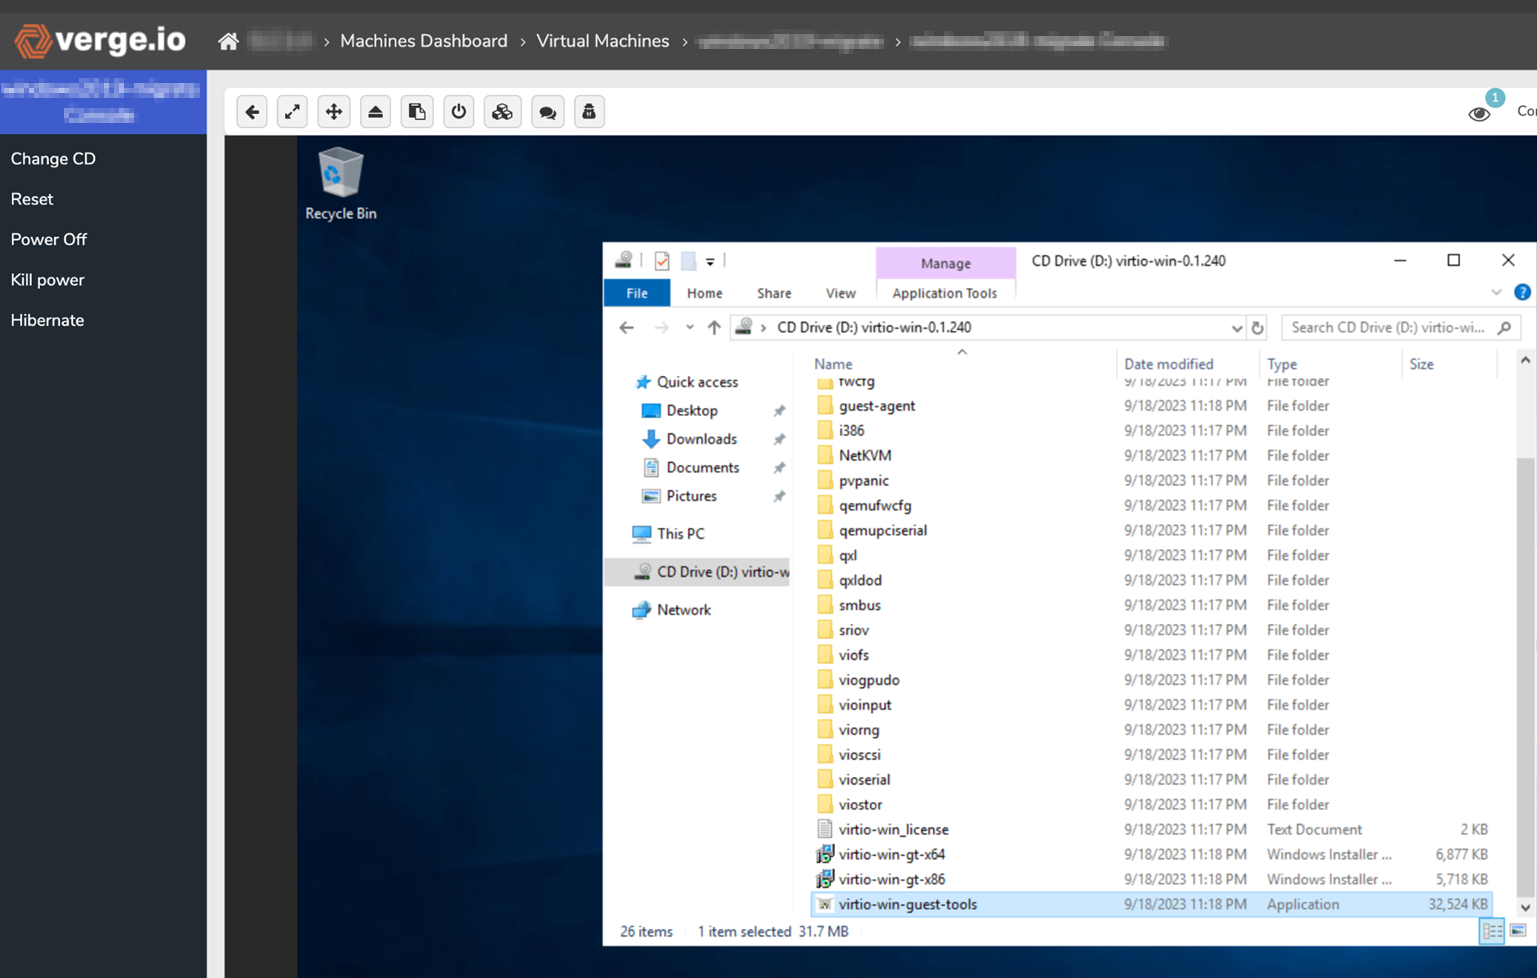 verge.io
› Machines Dashboard › Virtual Machines › ›
1
Change CD
Reset
Power Off
Kill power
Hibernate
Recycle Bin
Manage CD Drive (D:) virtio-win-0.1.240
File Home Share View Application Tools
CD Drive (D:) virtio-win-0.1.240
Search CD Drive (D:) virtio-wi...
Name Date modified Type Size
Quick access
Desktop
Downloads
Documents
Pictures
This PC
CD Drive (D:) virtio-w
Network
fwcfg 9/18/2023 11:17 PM File folder
guest-agent 9/18/2023 11:18 PM File folder
i386 9/18/2023 11:17 PM File folder
NetKVM 9/18/2023 11:17 PM File folder
pvpanic 9/18/2023 11:17 PM File folder
qemufwcfg 9/18/2023 11:17 PM File folder
qemupciserial 9/18/2023 11:17 PM File folder
qxl 9/18/2023 11:17 PM File folder
qxldod 9/18/2023 11:17 PM File folder
smbus 9/18/2023 11:17 PM File folder
sriov 9/18/2023 11:17 PM File folder
viofs 9/18/2023 11:17 PM File folder
viogpudo 9/18/2023 11:17 PM File folder
vioinput 9/18/2023 11:17 PM File folder
viorng 9/18/2023 11:17 PM File folder
vioscsi 9/18/2023 11:17 PM File folder
vioserial 9/18/2023 11:17 PM File folder
viostor 9/18/2023 11:17 PM File folder
virtio-win_license 9/18/2023 11:17 PM Text Document 2 KB
virtio-win-gt-x64 9/18/2023 11:18 PM Windows Installer ... 6,877 KB
virtio-win-gt-x86 9/18/2023 11:18 PM Windows Installer ... 5,718 KB
virtio-win-guest-tools 9/18/2023 11:18 PM Application 32,524 KB
26 items 1 item selected 31.7 MB